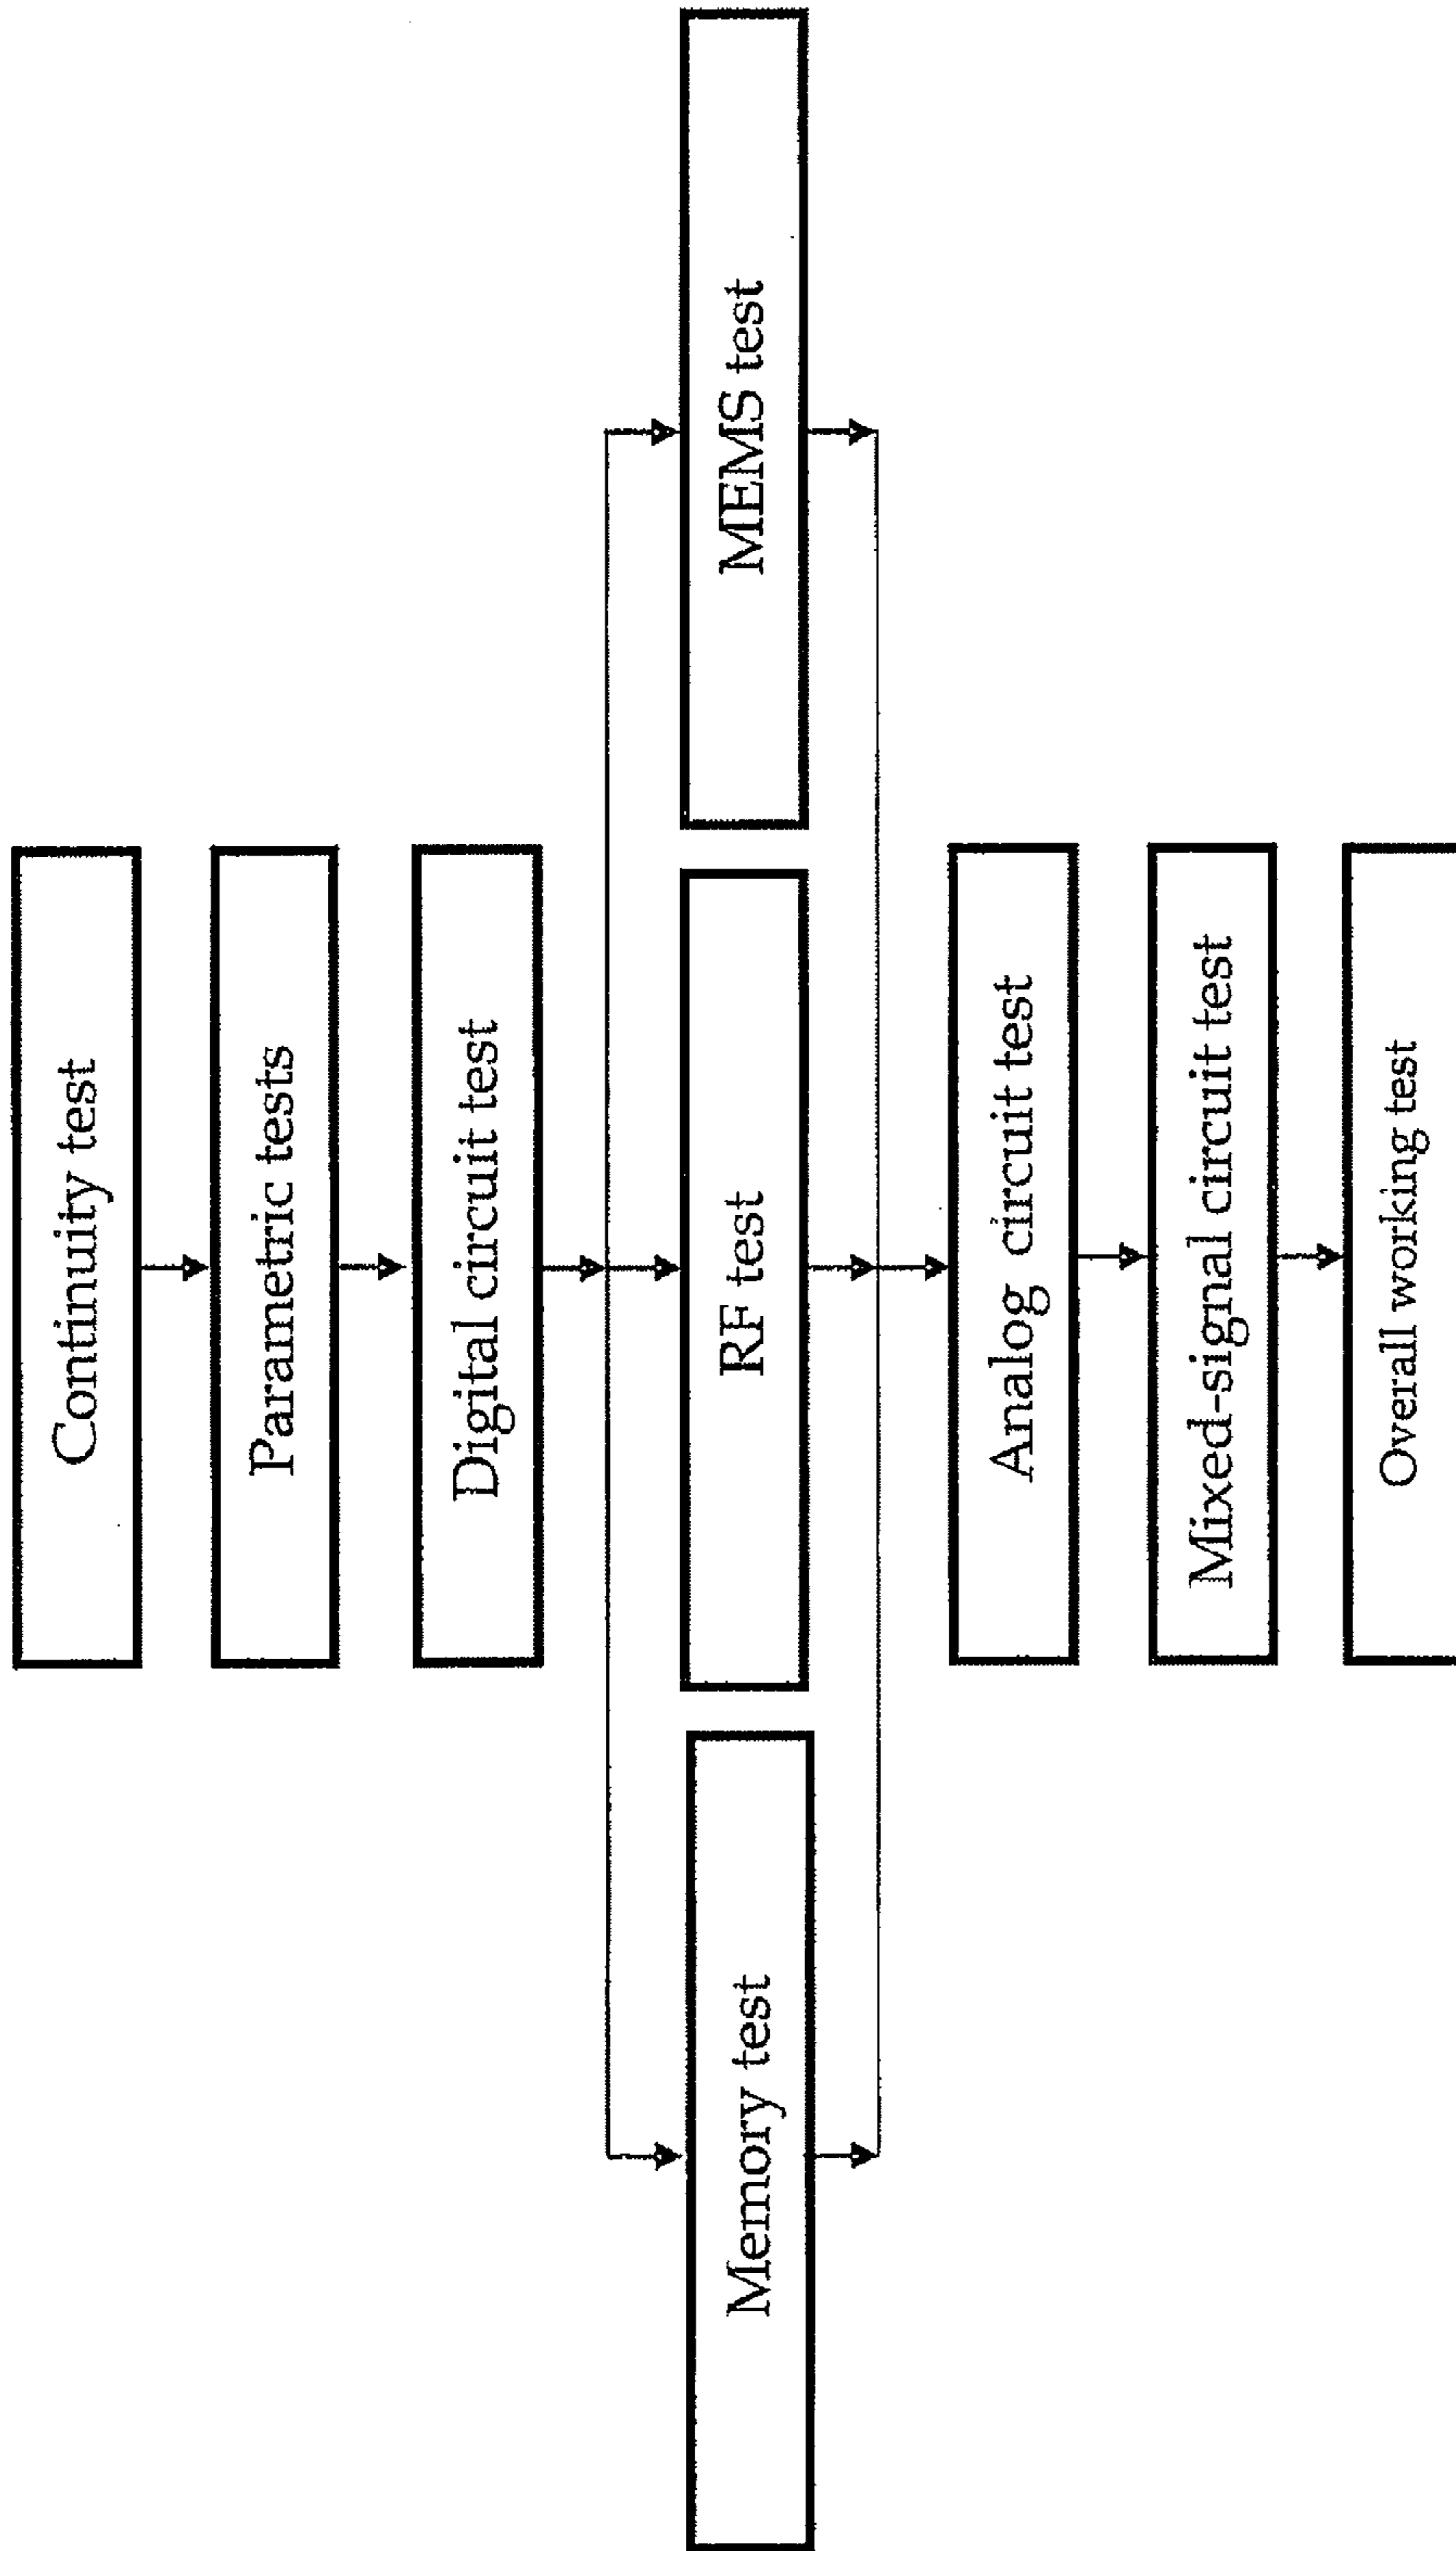 Continuity test
Parametric tests
Digital circuit test
Memory test
RF test
MEMS test
Analog circuit test
Mixed-signal circuit test
Overall working test